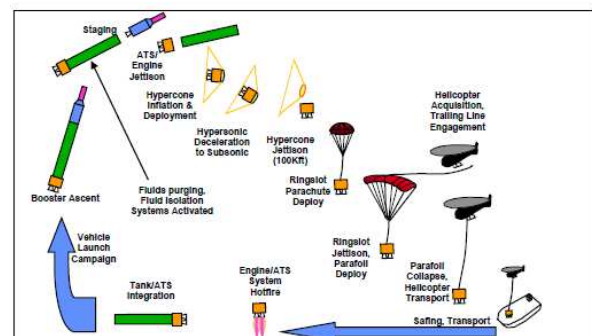 Staging
ATS/
Engine
Jettison
Hypercone
Inflation &
Deployment
Hypersonic
Deceleration
to Subsonic
Hypercone
Jettison
(100Kft)
Helicopter
Acquisition,
Trailing Line
Engagement
Ringslot
Parachute
Deploy
Booster Ascent
Fluids purging,
Fluid Isolation
Systems Activated
Ringslot
Jettison,
Parafoil
Deploy
Parafoil
Collapse,
Helicopter
Transport
Vehicle
Launch
Campaign
Tank/ATS
Integration
Engine/ATS
System
Hotfire
Safing, Transport